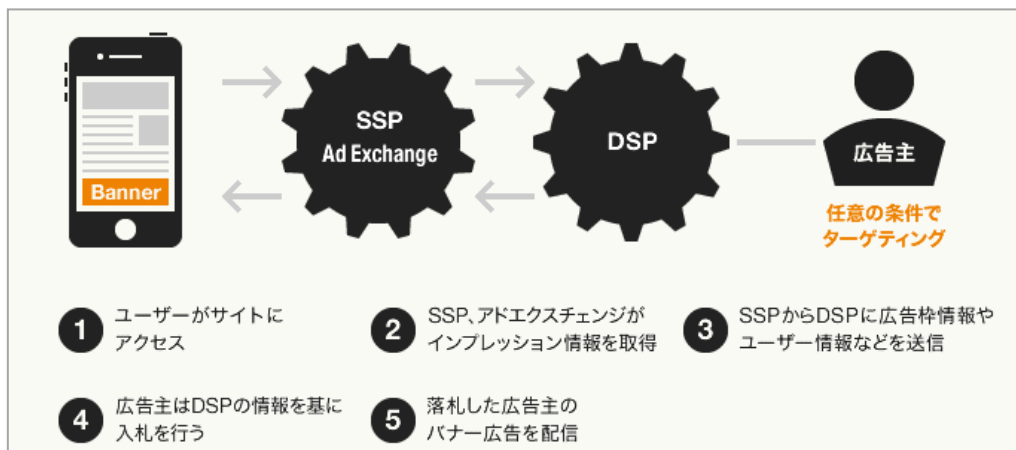 SSP
Ad Exchange
DSP
広告主
Banner
任意の条件で
ターゲティング
1
ユーザーがサイトに
アクセス
2
SSP、アドエクスチェンジが
インプレッション情報を取得
3
SSPからDSPに広告枠情報や
ユーザー情報などを送信
4
広告主はDSPの情報を基に
入札を行う
5
落札した広告主の
バナー広告を配信